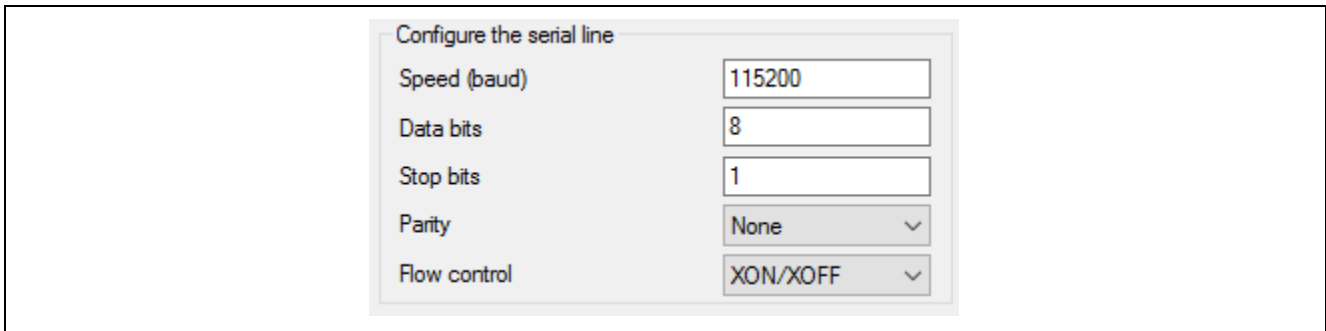 Configure the serial line
Speed (baud) 115200
Data bits 8
Stop bits 1
Parity None
Flow control XON/XOFF